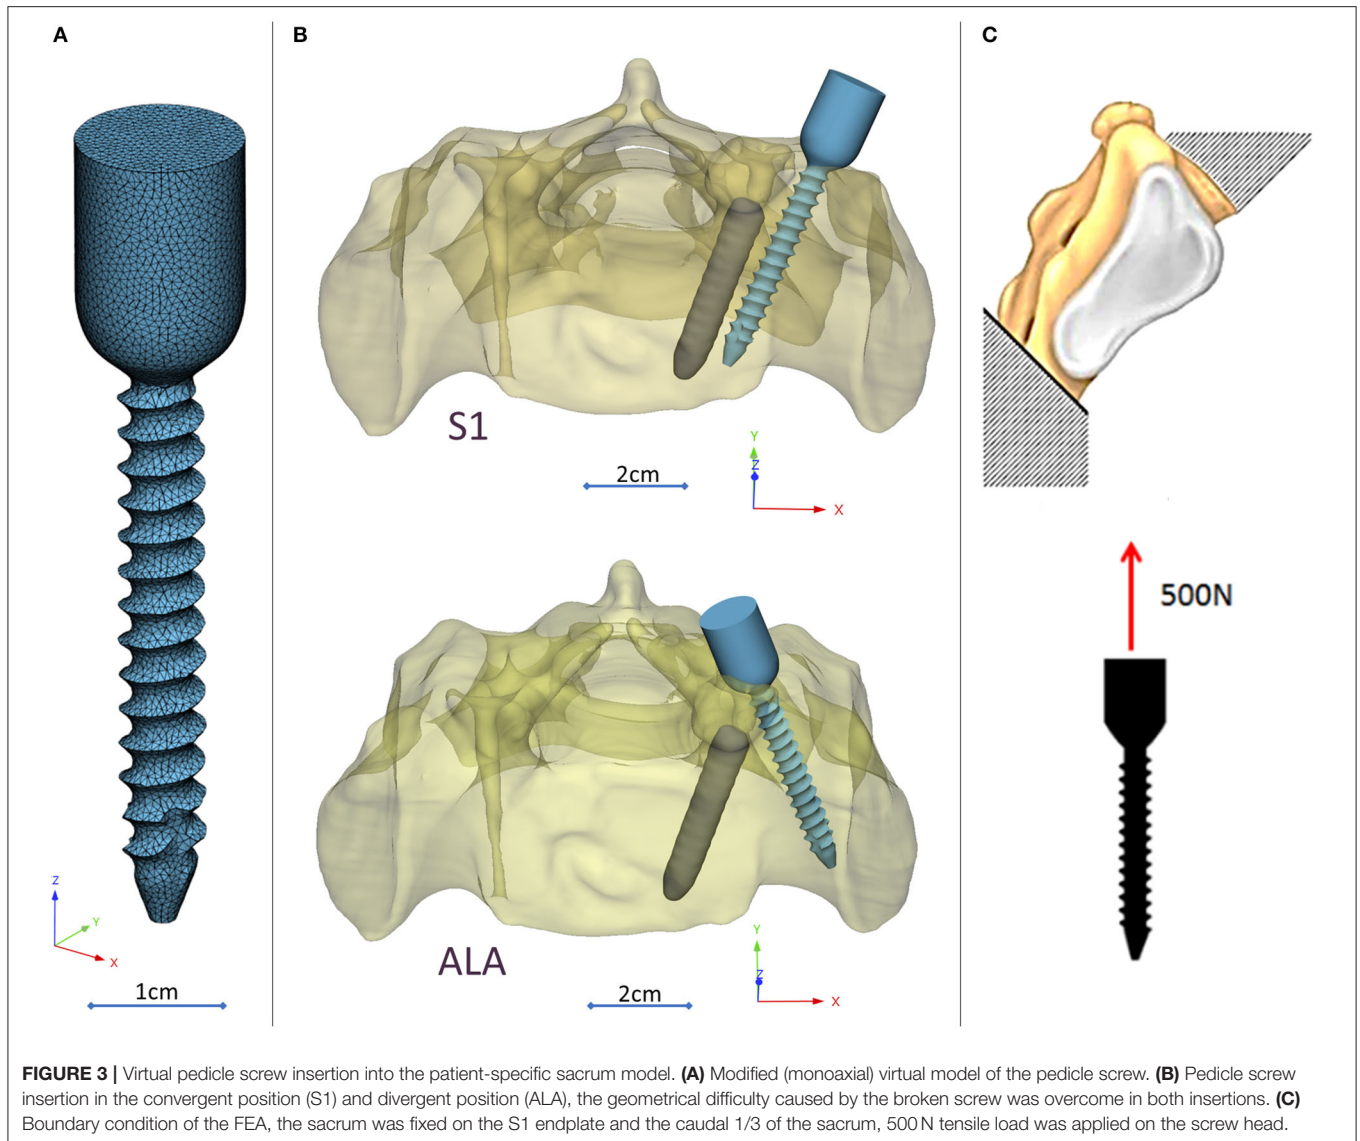 A
B
C
S1
2cm
Y
Z
X
500N
Z
Y
X
1cm
ALA
2cm
Y
Z
X
FIGURE 3 | Virtual pedicle screw insertion into the patient-specific sacrum model. (A) Modified (monoaxial) virtual model of the pedicle screw. (B) Pedicle screw
insertion in the convergent position (S1) and divergent position (ALA), the geometrical difficulty caused by the broken screw was overcome in both insertions. (C)
Boundary condition of the FEA, the sacrum was fixed on the S1 endplate and the caudal 1/3 of the sacrum, 500 N tensile load was applied on the screw head.